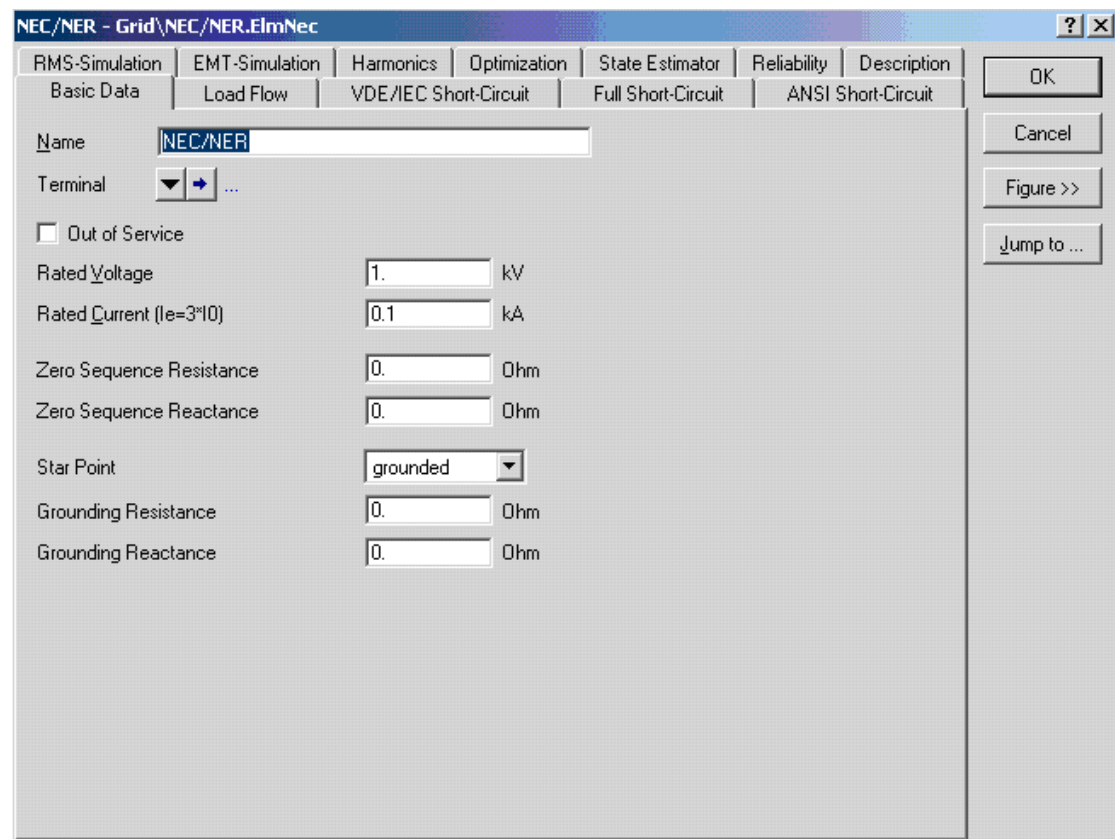 NEC/NER - Grid\NEC/NER.ElmNec ? X
RMS-Simulation EMT-Simulation Harmonics Optimization State Estimator Reliability Description
Basic Data Load Flow VDE/IEC Short-Circuit Full Short-Circuit ANSI Short-Circuit
OK
Cancel
Figure >>
Jump to ...
Name NEC/NER
Terminal ...
Out of Service
Rated Voltage 1. kV
Rated Current (Ie=3*I0) 0.1 kA
Zero Sequence Resistance 0. Ohm
Zero Sequence Reactance 0. Ohm
Star Point grounded
Grounding Resistance 0. Ohm
Grounding Reactance 0. Ohm